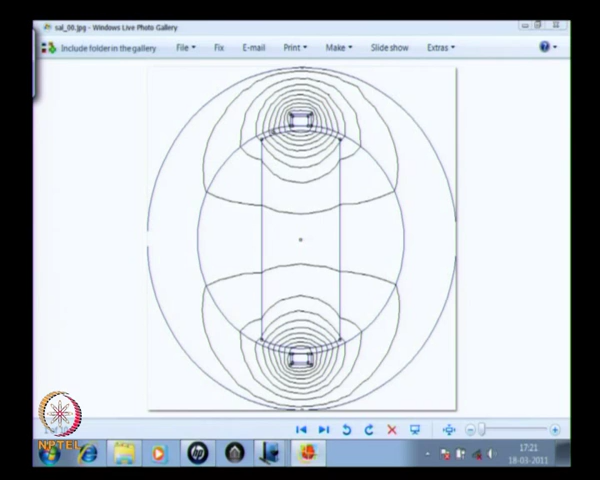 sal_08.jpg - Windows Live Photo Gallery
Include folder in the gallery File Fix E-mail Print Make Slide show Extras
NPTEL
17:21
18-03-2011